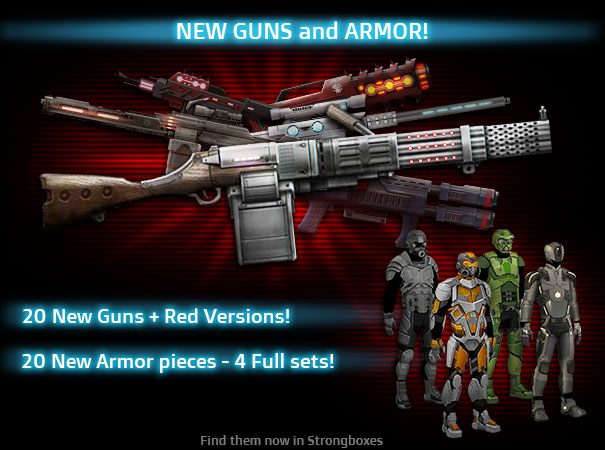 NEW GUNS and ARMOR!
20 New Guns + Red Versions!
20 New Armor pieces - 4 Full sets!
Find them now in Strongboxes